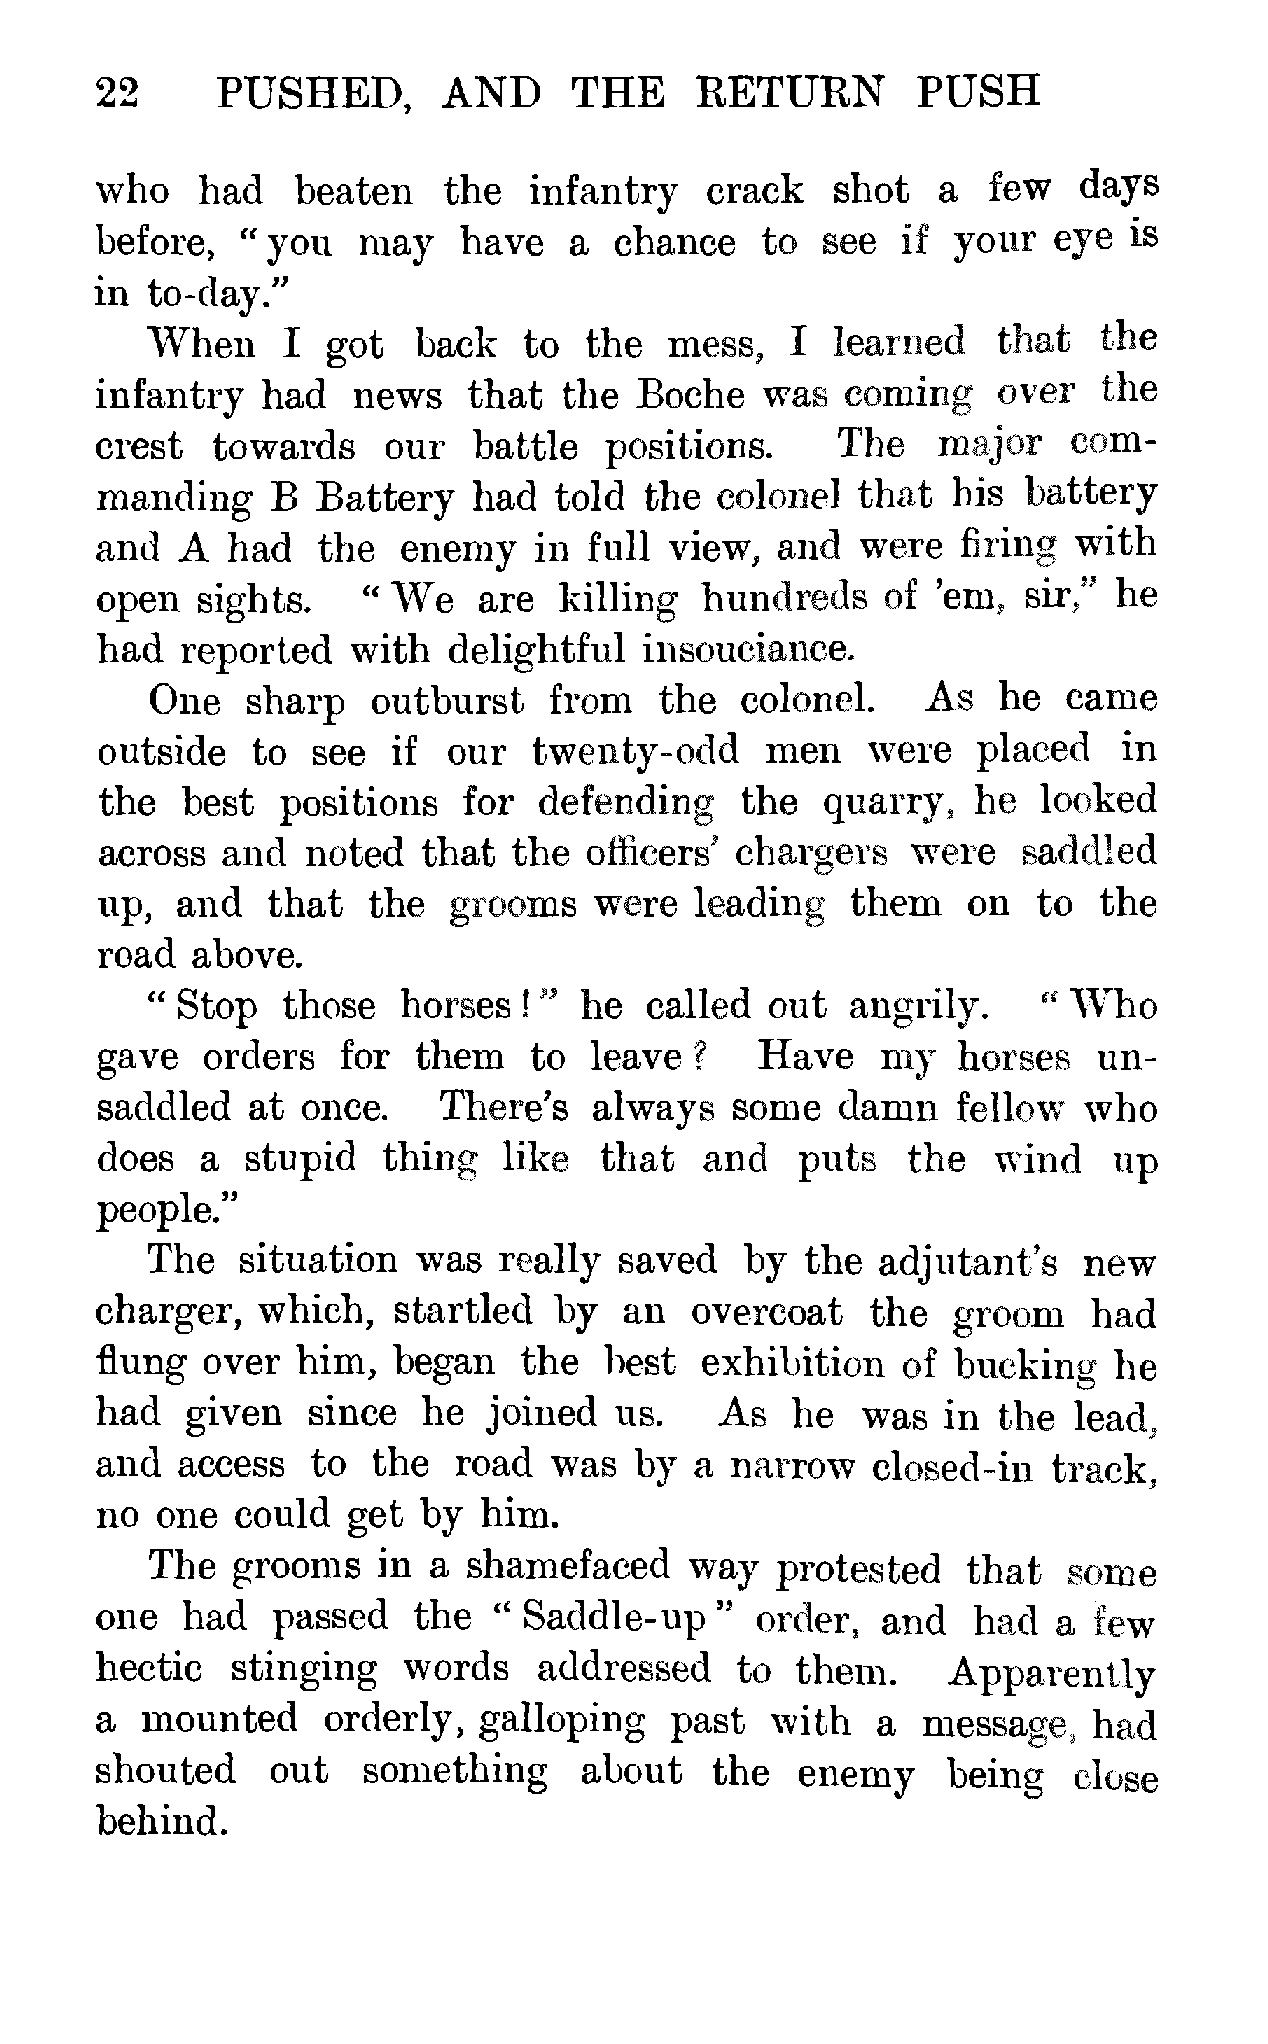 22 PUSHED, AND THE RETURN PUSH
who had beaten the infantry crack shot a few days
before, “ you may have a chance to see if your eye is
in to-day.”
When I got back to the mess, I learned that the
infantry had news that the Boche was coming over the
crest towards our battle positions. The major com-
manding B Battery had told the colonel that his battery
and A had the enemy in full view, and were firing with
open sights. “ We are killing hundreds of ’em, sir,” he
had reported with delightful insouciance.
One sharp outburst from the colonel. As he came
outside to see if our twenty-odd men were placed in
the best positions for defending the quarry, he looked
across and noted that the officers’ chargers were saddled
up, and that the grooms were leading them on to the
road above.
“ Stop those horses ! ” he called out angrily. “ Who
gave orders for them to leave ? Have my horses un-
saddled at once. There’s always some damn fellow who
does a stupid thing like that and puts the wind up
people.”
The situation was really saved by the adjutant’s new
charger, which, startled by an overcoat the groom had
flung over him, began the best exhibition of bucking he
had given since he joined us. As he was in the lead,
and access to the road was by a narrow closed-in track,
no one could get by him.
The grooms in a shamefaced way protested that some
one had passed the “ Saddle-up ” order, and had a few
hectic stinging words addressed to them. Apparently
a mounted orderly, galloping past with a message, had
shouted out something about the enemy being close
behind.